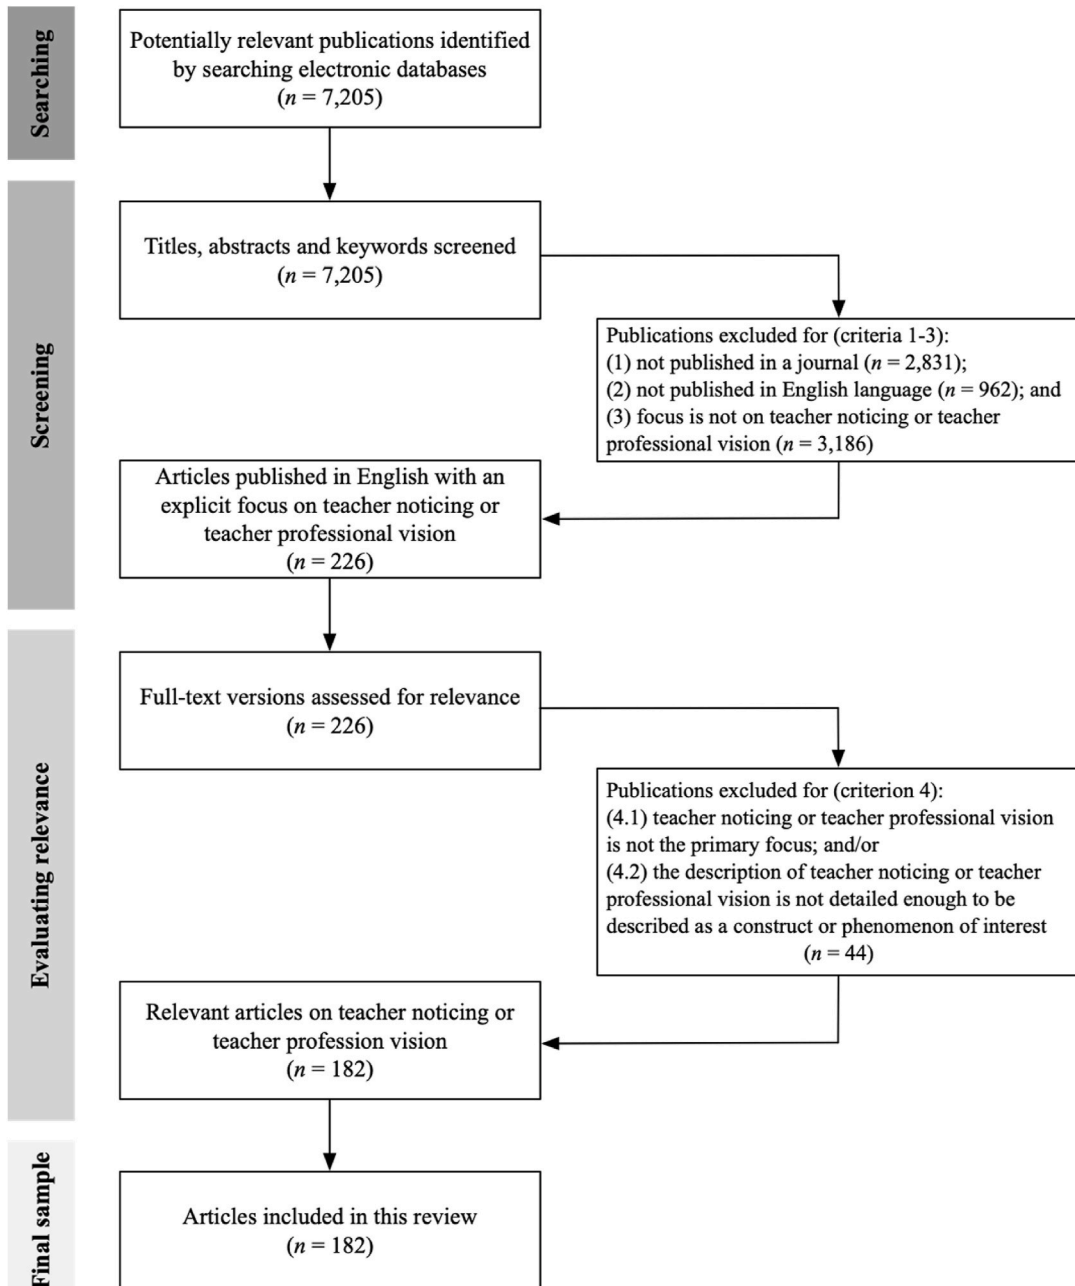 Searching
Potentially relevant publications identified
by searching electronic databases
(n = 7,205)
Screening
Titles, abstracts and keywords screened
(n = 7,205)
Publications excluded for (criteria 1-3):
(1) not published in a journal (n = 2,831);
(2) not published in English language (n = 962); and
(3) focus is not on teacher noticing or teacher
professional vision (n = 3,186)
Articles published in English with an
explicit focus on teacher noticing or
teacher professional vision
(n = 226)
Evaluating relevance
Full-text versions assessed for relevance
(n = 226)
Publications excluded for (criterion 4):
(4.1) teacher noticing or teacher professional vision
is not the primary focus; and/or
(4.2) the description of teacher noticing or teacher
professional vision is not detailed enough to be
described as a construct or phenomenon of interest
(n = 44)
Relevant articles on teacher noticing or
teacher profession vision
(n = 182)
Final sample
Articles included in this review
(n = 182)